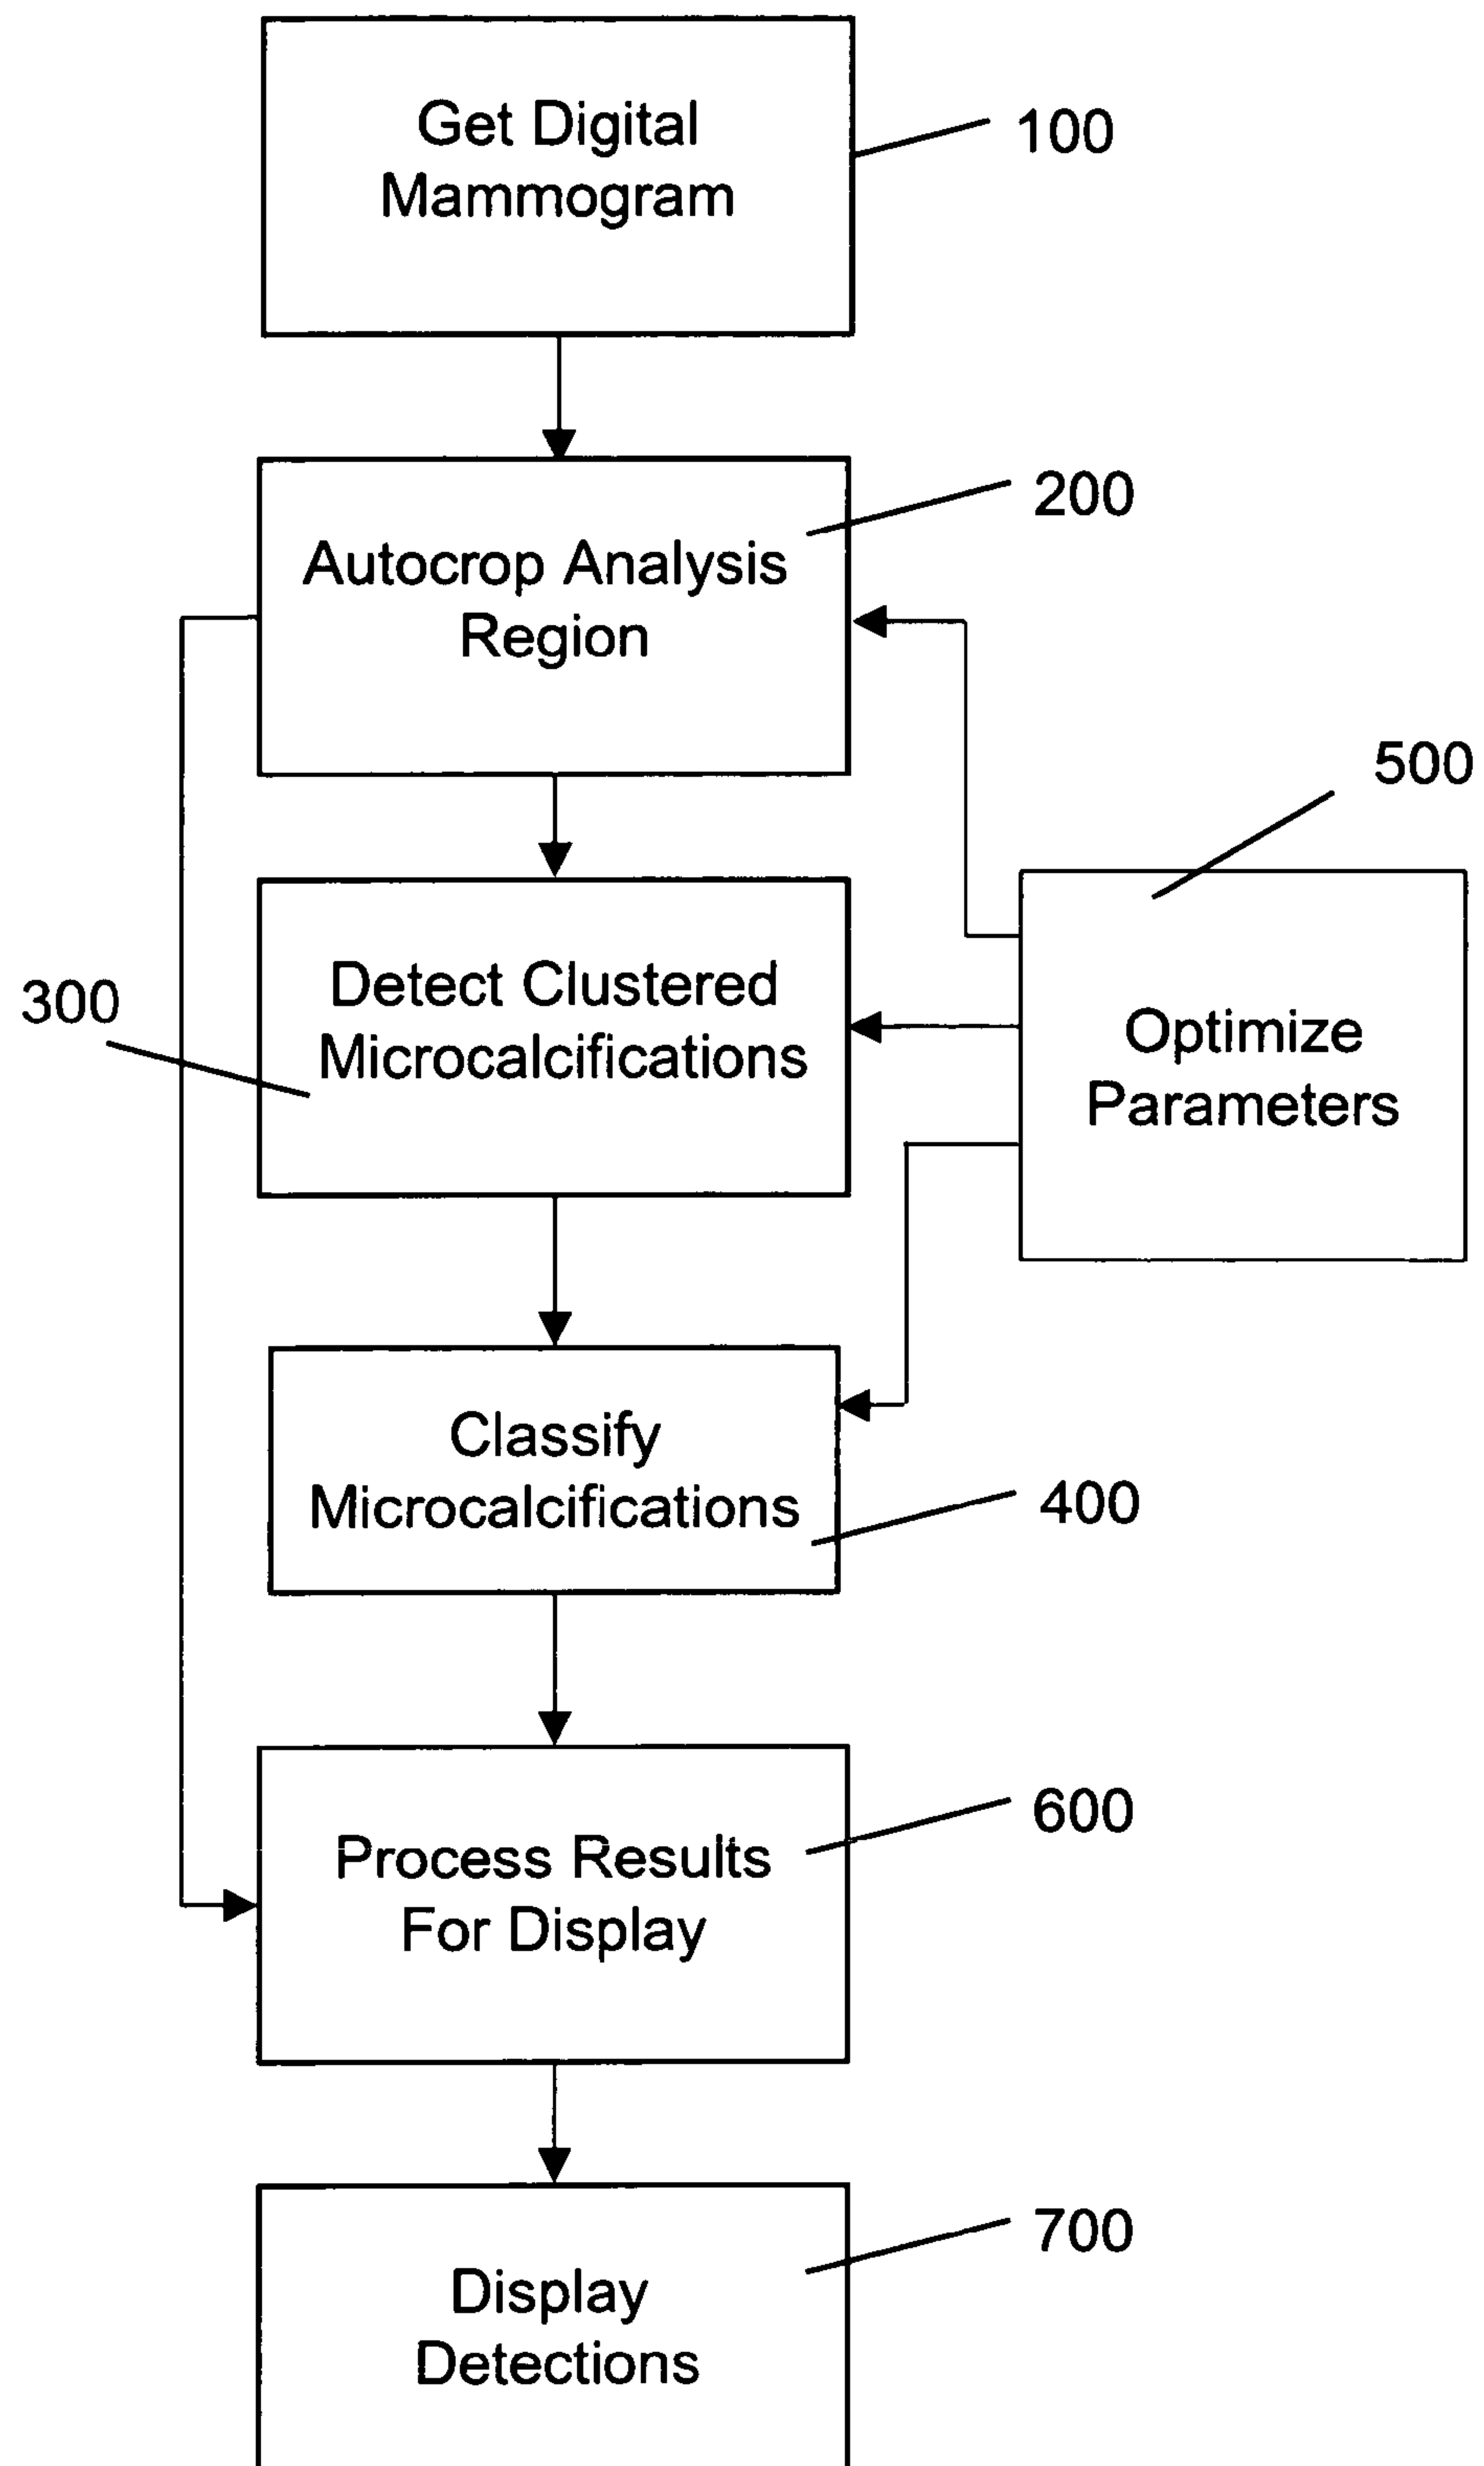 Get Digital
Mammogram
100
Autocrop Analysis
Region
200
500
Detect Clustered
Microcalcifications
300
Optimize
Parameters
Classify
Microcalcifications
400
Process Results
For Display
600
Display
Detections
700